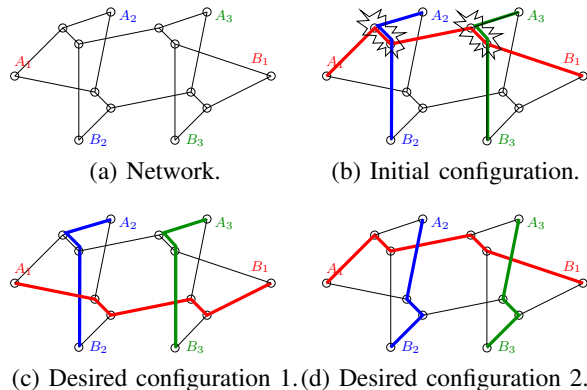 A₂ A₃ A₂ A₃
A₁ B₁ A₁ B₁
B₂ B₃ B₂ B₃
(a) Network. (b) Initial configuration.
A₂ A₃ A₂ A₃
A₁ B₁ A₁ B₁
B₂ B₃ B₂ B₃
(c) Desired configuration 1. (d) Desired configuration 2.